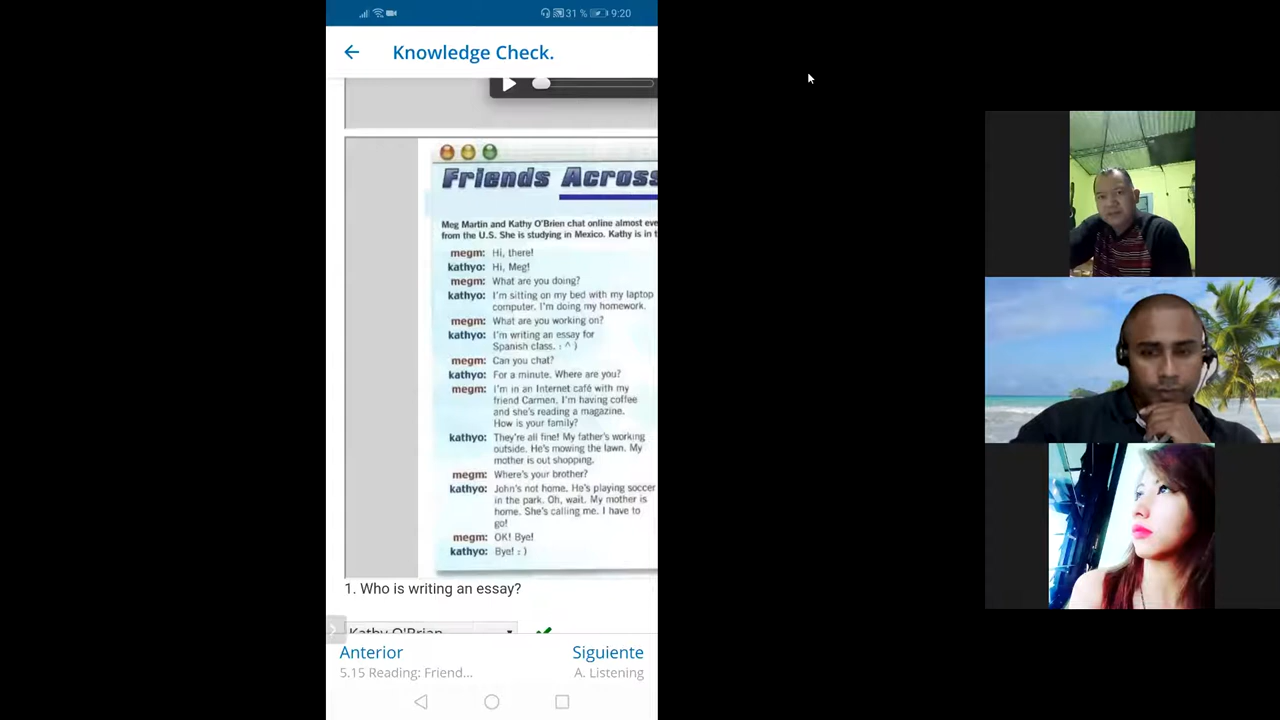 31 % 9:20
Knowledge Check.
Friends Across
Meg Martin and Kathy O'Brien chat online almost eve
from the U.S. She is studying in Mexico. Kathy is in t
megm: Hi, there!
kathyo: Hi, Meg!
megm: What are you doing?
kathyo: I'm sitting on my bed with my laptop
computer. I'm doing my homework.
megm: What are you working on?
kathyo: I'm writing an essay for
Spanish class. : ^ )
megm: Can you chat?
kathyo: For a minute. Where are you?
megm: I'm in an Internet café with my
friend Carmen. I'm having coffee
and she's reading a magazine.
How is your family?
kathyo: They're all fine! My father's working
outside. He's mowing the lawn. My
mother is out shopping.
megm: Where's your brother?
kathyo: John's not home. He's playing soccer
in the park. Oh, wait. My mother is
home. She's calling me. I have to
go!
megm: OK! Bye!
kathyo: Bye! : )
1. Who is writing an essay?
Kathy O'Brian
Anterior Siguiente
5.15 Reading: Friend... A. Listening